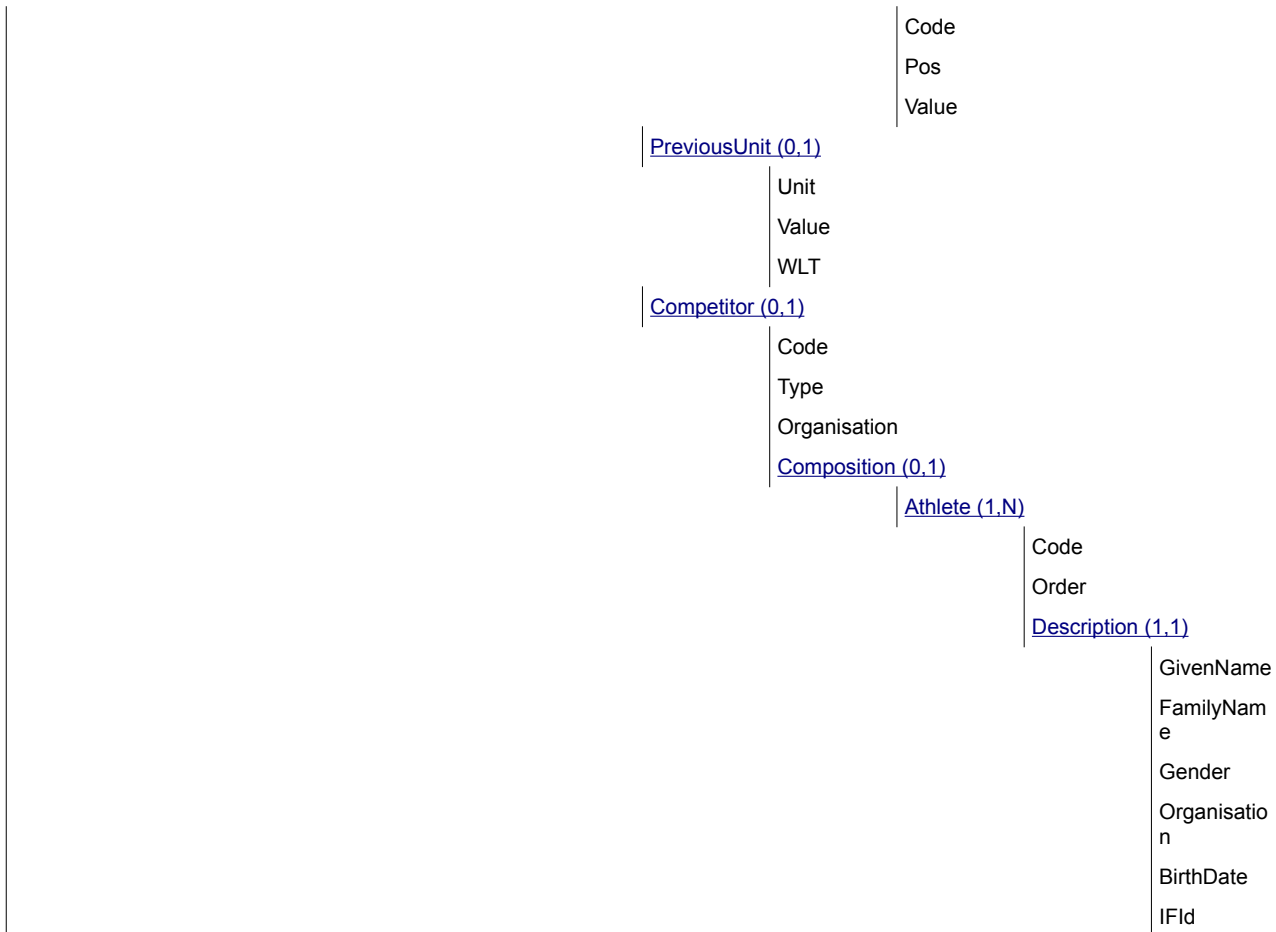 Code
Pos
Value
PreviousUnit (0,1)
Unit
Value
WLT
Competitor (0,1)
Code
Type
Organisation
Composition (0,1)
Athlete (1,N)
Code
Order
Description (1,1)
GivenName
FamilyNam
e
Gender
Organisatio
n
BirthDate
IFId